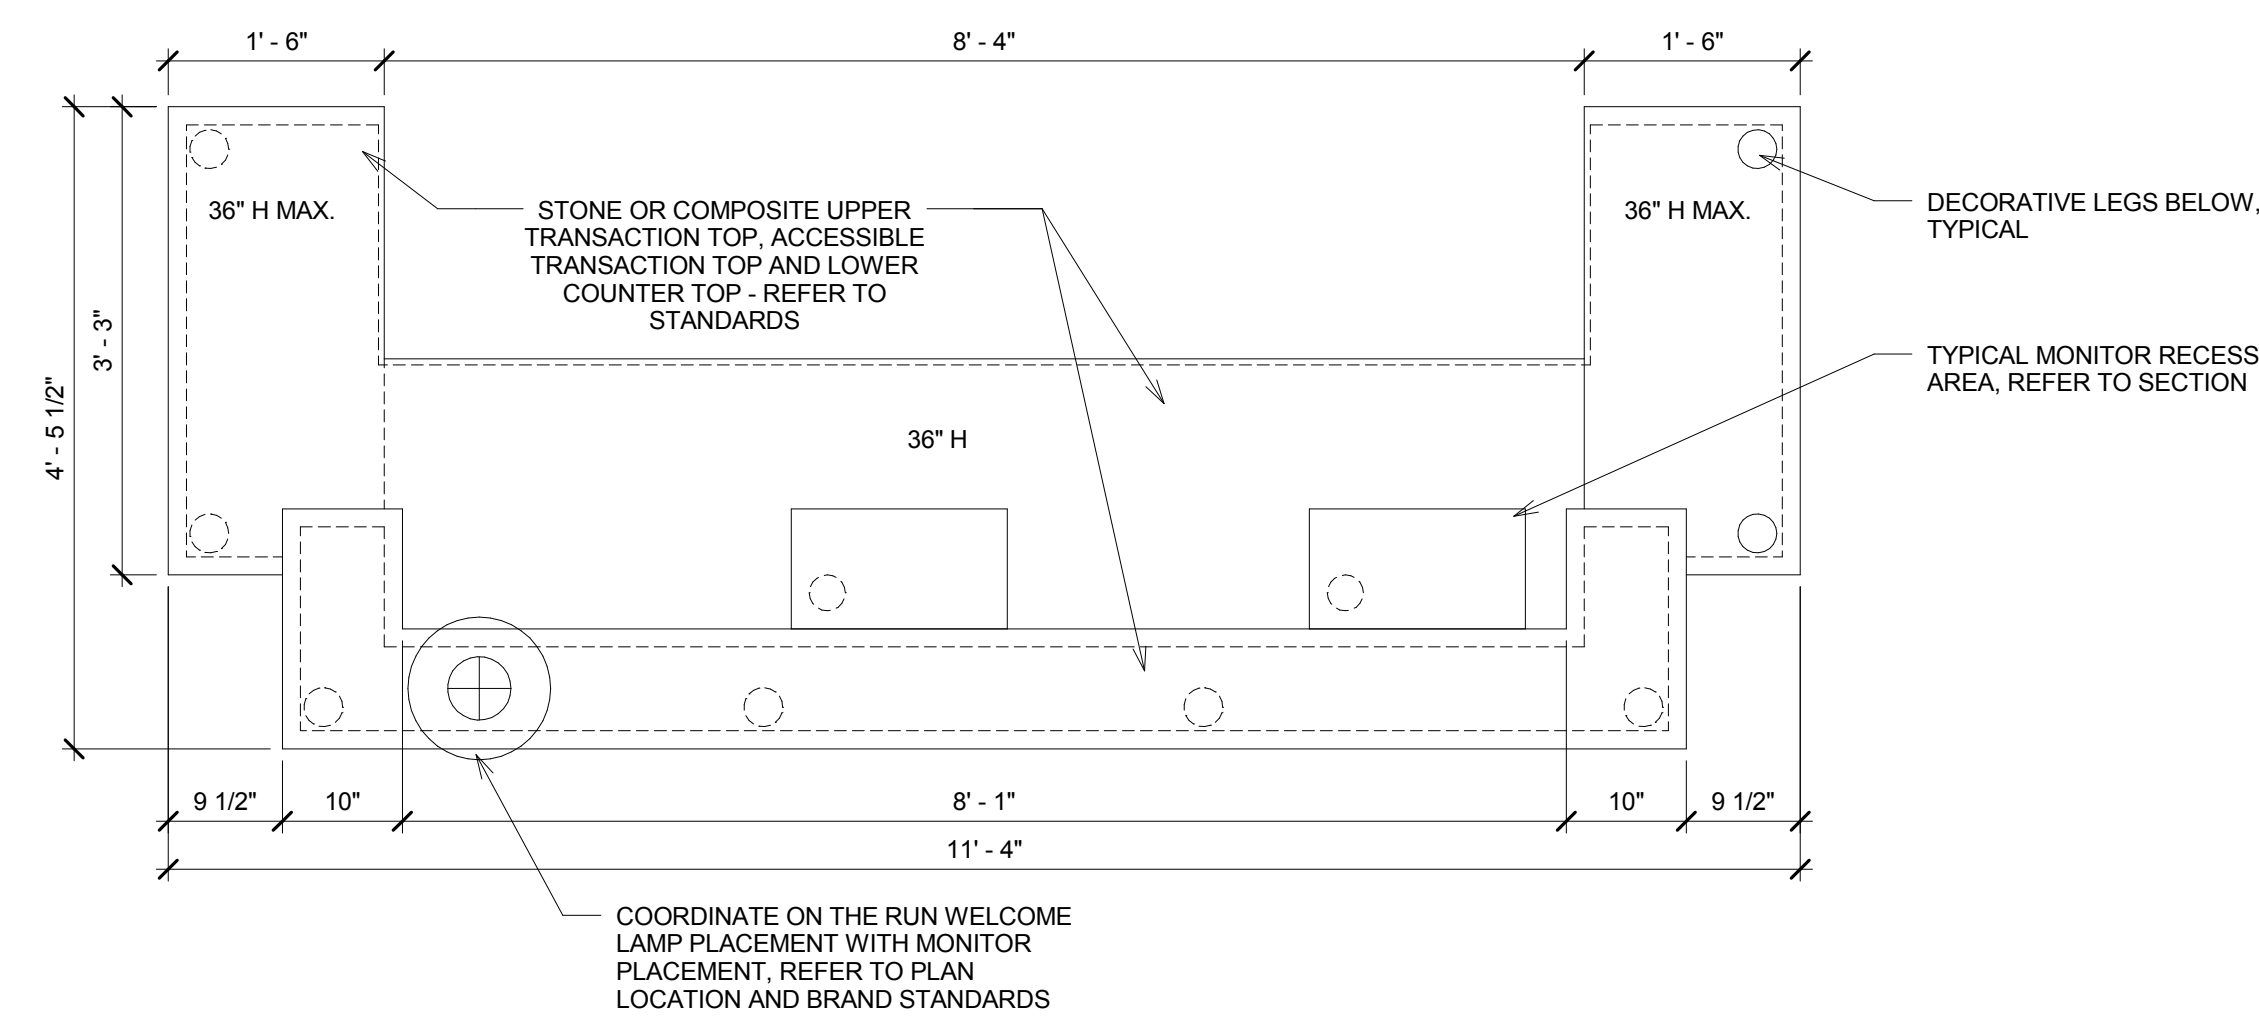 1' - 6"
8' - 4"
1' - 6"
36" H MAX.
STONE OR COMPOSITE UPPER
TRANSACTION TOP, ACCESSIBLE
TRANSACTION TOP AND LOWER
COUNTER TOP - REFER TO
STANDARDS
36" H MAX.
DECORATIVE LEGS BELOW,
TYPICAL
3' - 3"
4' - 5 1/2"
TYPICAL MONITOR RECESS
AREA, REFER TO SECTION
36" H
9 1/2"
10"
8' - 1"
10"
9 1/2"
11' - 4"
COORDINATE ON THE RUN WELCOME
LAMP PLACEMENT WITH MONITOR
PLACEMENT, REFER TO PLAN
LOCATION AND BRAND STANDARDS